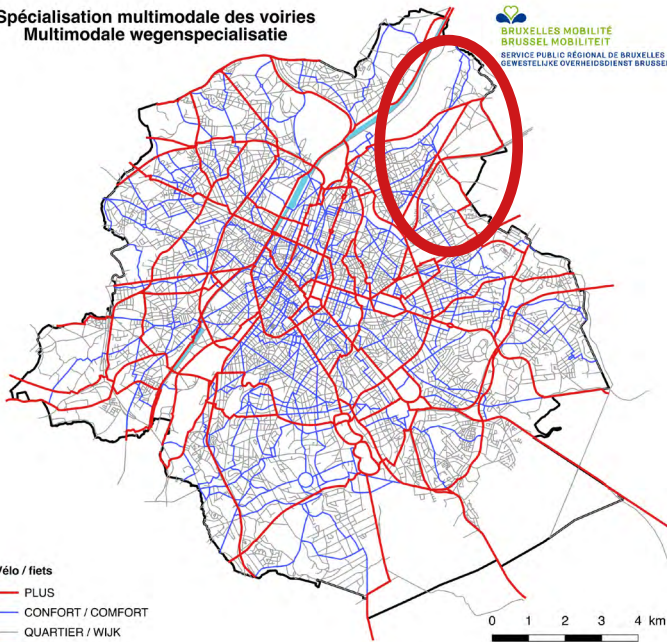 Spécialisation multimodale des voiries
Multimodale wegenspecialisatie
BRUXELLES MOBILITÉ
BRUSSEL MOBILITEIT
SERVICE PUBLIC RÉGIONAL DE BRUXELLES
GEWESTELIJKE OVERHEIDSDIENST BRUSSEL
Vélo / fiets
PLUS
CONFORT / COMFORT
QUARTIER / WIJK
0 1 2 3 4 km